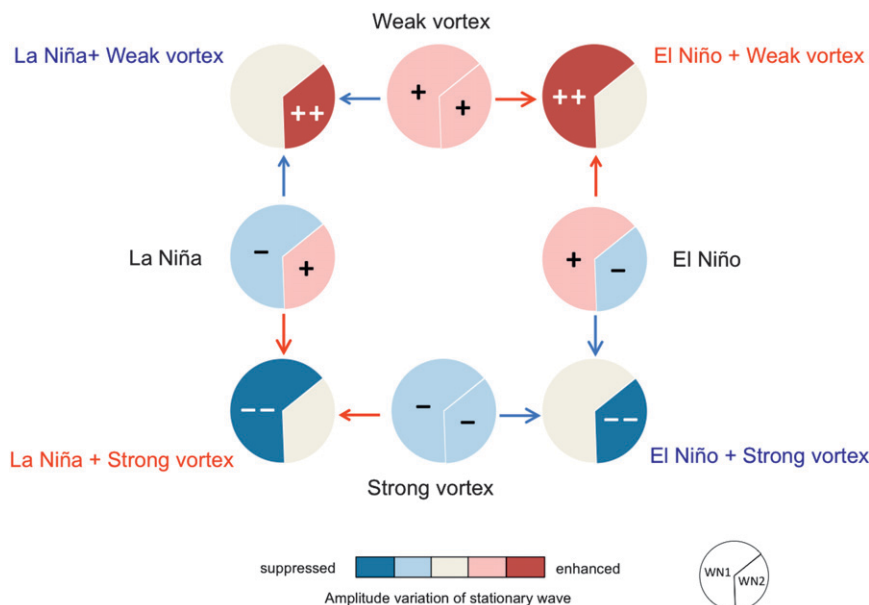 Weak vortex
La Niña+ Weak vortex
El Niño + Weak vortex
+
+
++
++
La Niña
-
+
+
-
El Niño
--
-
-
--
La Niña + Strong vortex
El Niño + Strong vortex
Strong vortex
suppressed
enhanced
Amplitude variation of stationary wave
WN1
WN2